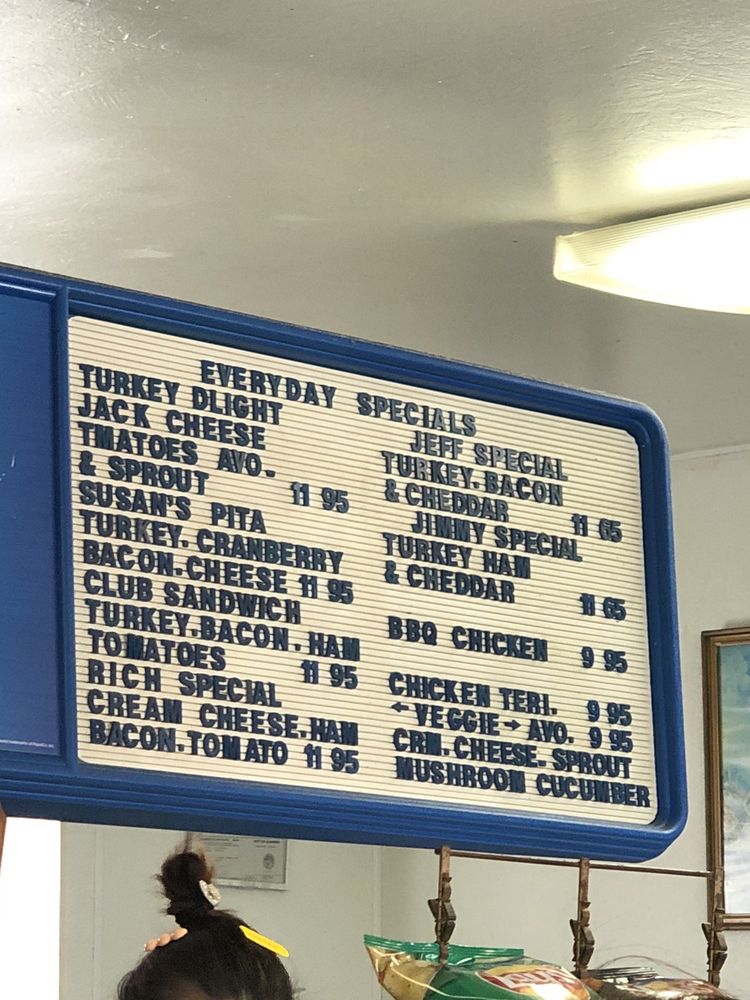 EVERYDAY SPECIALS
TURKEY DLIGHT
JACK CHEESE
TMATOES AVO-
& SPROUT 11 95
SUSAN'S PITA
TURKEY. CRANBERRY
BACON.CHEESE 11 95
CLUB SANDWICH
TURKEY.BACON.HAM
TOMATOES 11 95
RICH SPECIAL
CREAM CHEESE.HAM
BACON.TOMATO 11 95
JEFF SPECIAL
TURKEY.BACON
& CHEDDAR 11 65
JIMMY SPECIAL
TURKEY HAM
& CHEDDAR 11 65
BBQ CHICKEN 9 95
CHICKEN TERI. 9 95
←VEGGIE→ AVO. 9 95
CRM.CHEESE.SPROUT
MUSHROOM CUCUMBER
LAY'S